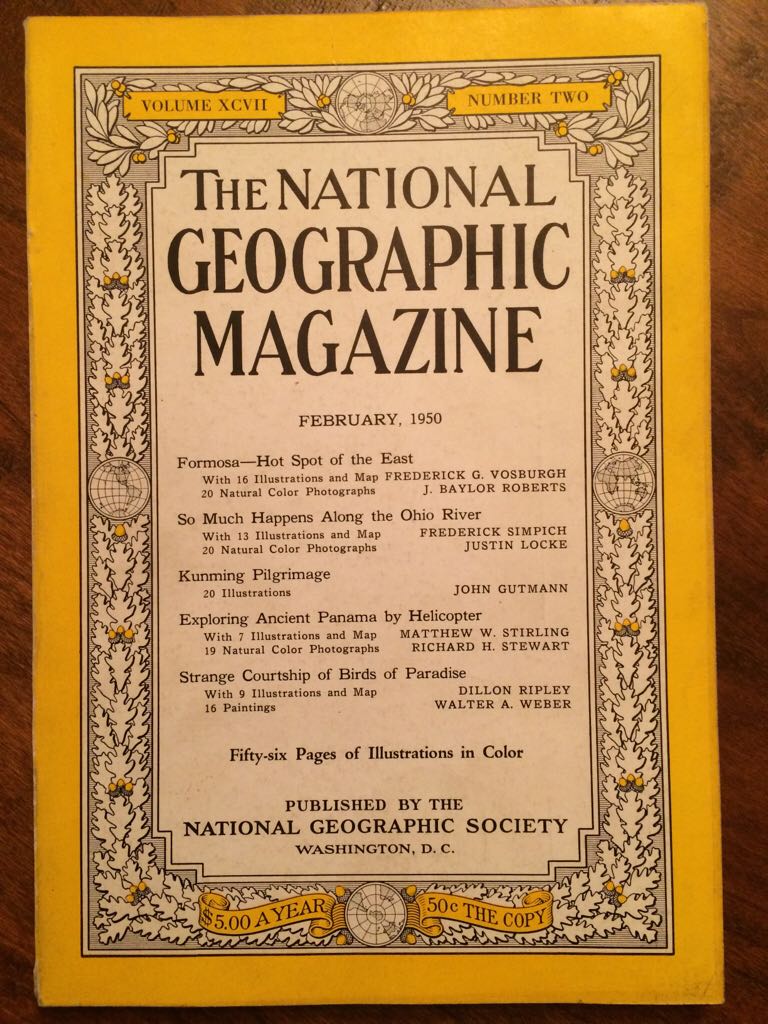 VOLUME XCVII NUMBER TWO
THE NATIONAL
GEOGRAPHIC
MAGAZINE
FEBRUARY, 1950
Formosa—Hot Spot of the East
With 16 Illustrations and Map FREDERICK G. VOSBURGH
20 Natural Color Photographs J. BAYLOR ROBERTS
So Much Happens Along the Ohio River
With 13 Illustrations and Map FREDERICK SIMPICH
20 Natural Color Photographs JUSTIN LOCKE
Kunming Pilgrimage
20 Illustrations JOHN GUTMANN
Exploring Ancient Panama by Helicopter
With 7 Illustrations and Map MATTHEW W. STIRLING
19 Natural Color Photographs RICHARD H. STEWART
Strange Courtship of Birds of Paradise
With 9 Illustrations and Map DILLON RIPLEY
16 Paintings WALTER A. WEBER
Fifty-six Pages of Illustrations in Color
PUBLISHED BY THE
NATIONAL GEOGRAPHIC SOCIETY
WASHINGTON, D. C.
$5.00 A YEAR 50c THE COPY